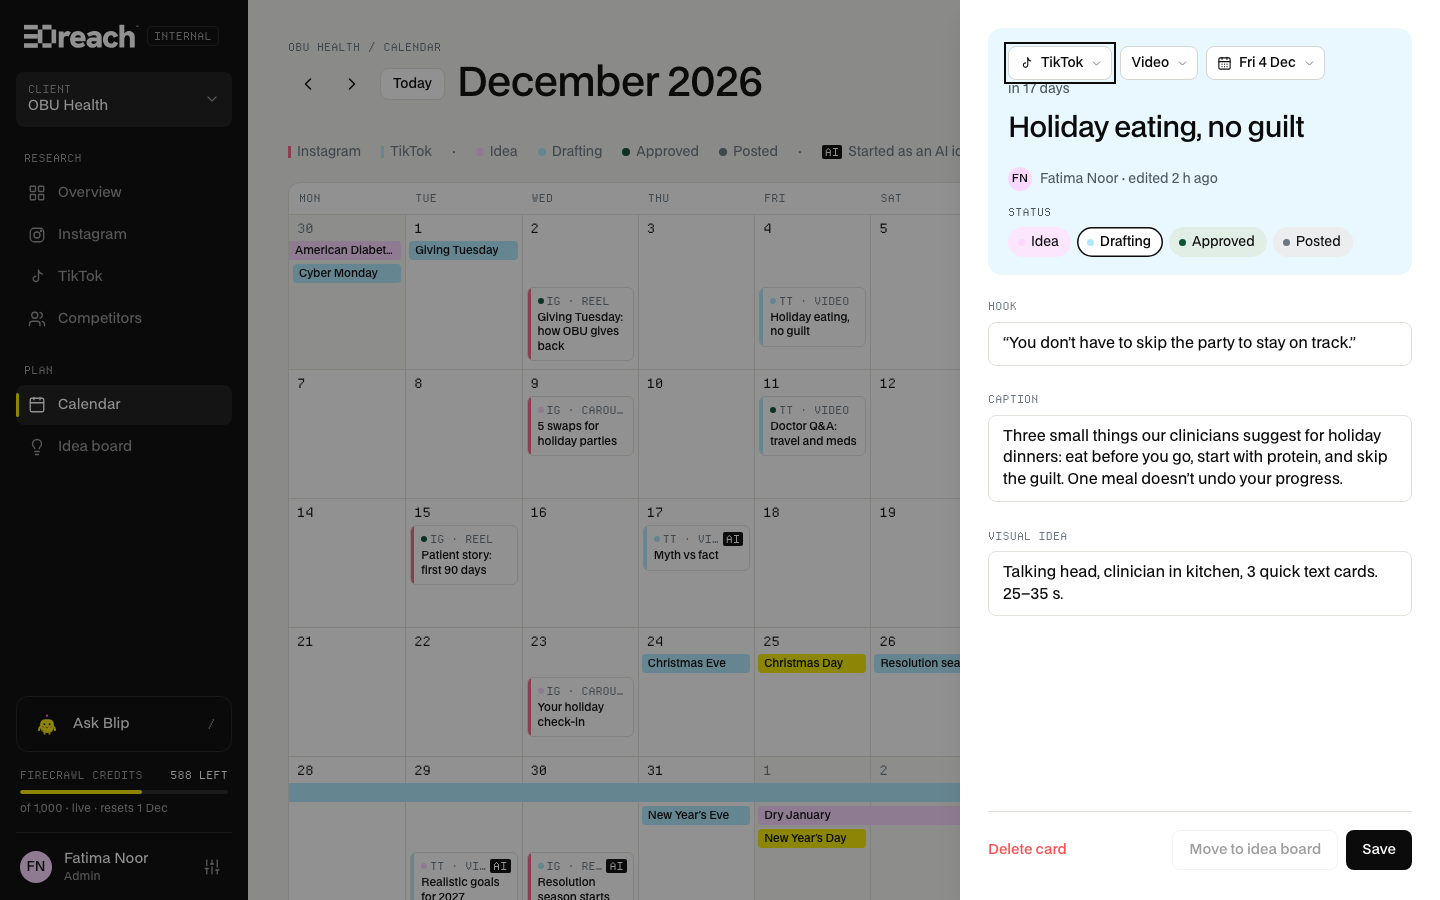 reach
INTERNAL
CLIENT
OBU Health
RESEARCH
Overview
Instagram
TikTok
Competitors
PLAN
Calendar
Idea board
Ask Blip
/
FIRECRAWL CREDITS 588 LEFT
of 1,000 · live · resets 1 Dec
FN
Fatima Noor
Admin
OBU HEALTH / CALENDAR
Today
December 2026
Instagram TikTok · Idea Drafting Approved Posted · AI Started as an AI id
MON TUE WED THU FRI SAT
30 1 2 3 4 5
American Diabet...
Giving Tuesday
Cyber Monday
IG · REEL
Giving Tuesday:
how OBU gives
back
TT · VIDEO
Holiday eating,
no guilt
7 8 9 10 11 12
IG · CAROU...
5 swaps for
holiday parties
TT · VIDEO
Doctor Q&A:
travel and meds
14 15 16 17 18 19
IG · REEL
Patient story:
first 90 days
TT · VI... AI
Myth vs fact
21 22 23 24 25 26
Christmas Eve
Christmas Day
Resolution sea
IG · CAROU...
Your holiday
check-in
28 29 30 31 1 2
New Year's Eve
Dry January
New Year's Day
TT · VI... AI
Realistic goals
for 2027
IG · RE... AI
Resolution
season starts
TikTok
Video
Fri 4 Dec
in 17 days
Holiday eating, no guilt
FN
Fatima Noor · edited 2 h ago
STATUS
Idea Drafting Approved Posted
HOOK
“You don’t have to skip the party to stay on track.”
CAPTION
Three small things our clinicians suggest for holiday
dinners: eat before you go, start with protein, and skip
the guilt. One meal doesn’t undo your progress.
VISUAL IDEA
Talking head, clinician in kitchen, 3 quick text cards.
25–35 s.
Delete card
Move to idea board
Save